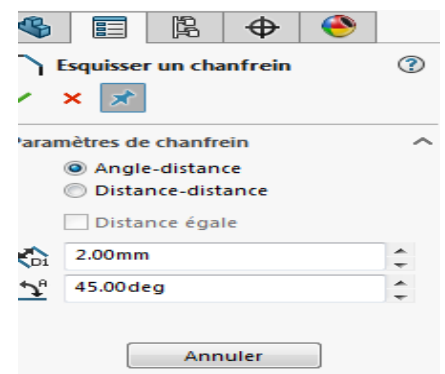 Esquisser un chanfrein
?
Paramètres de chanfrein
Angle-distance
Distance-distance
Distance égale
D1
2.00mm
A
45.00deg
Annuler